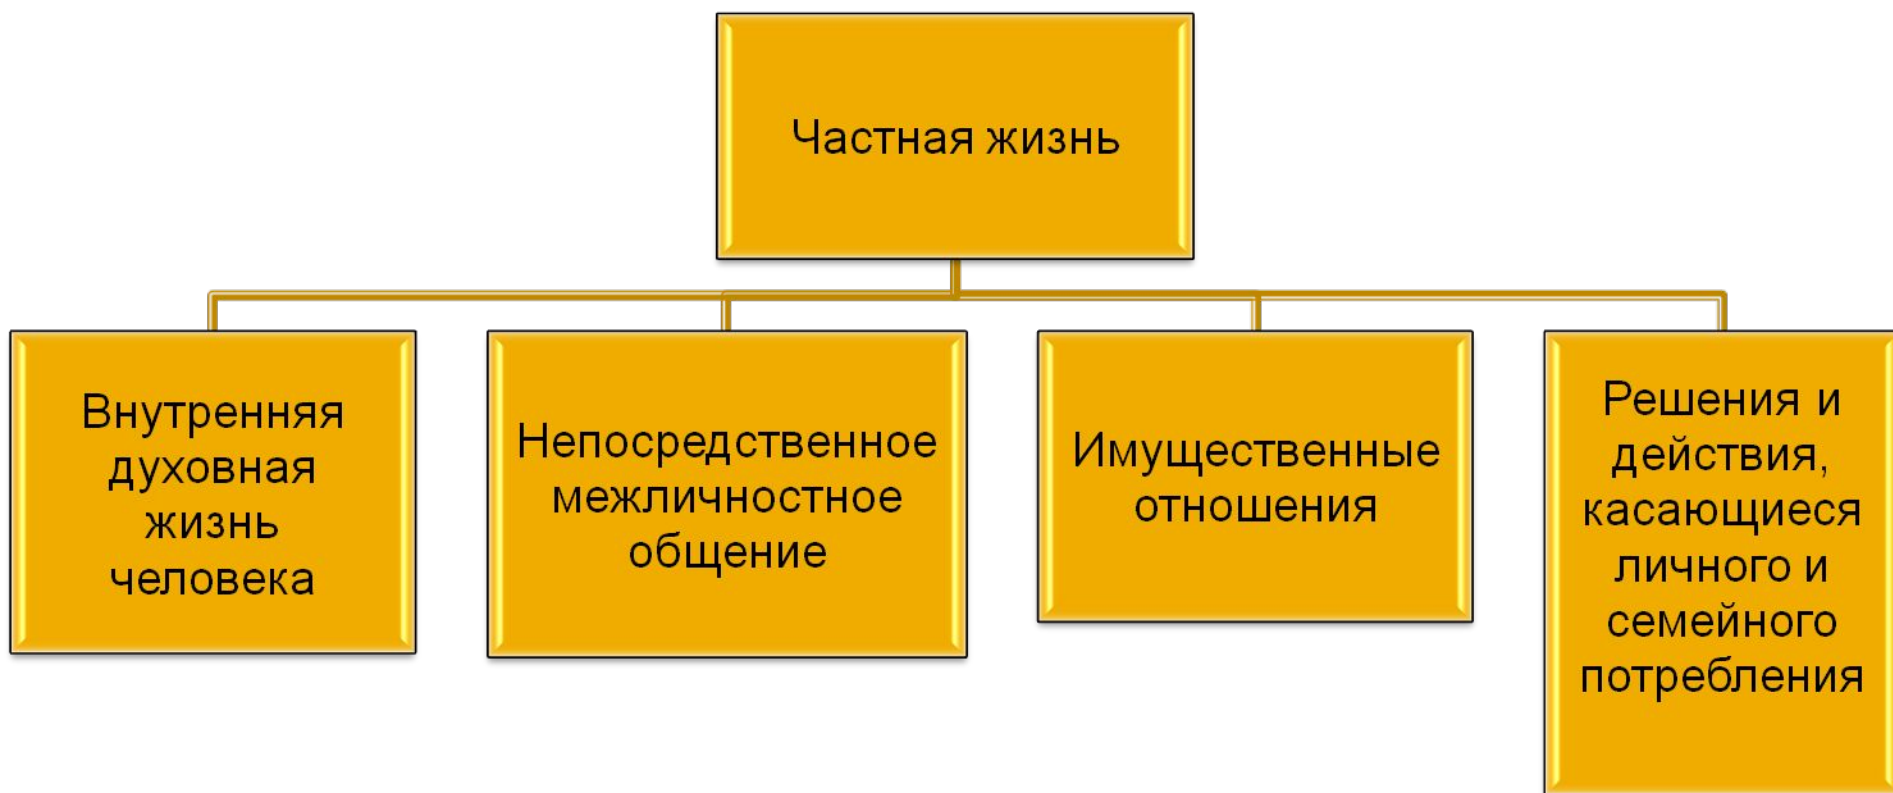 Частная жизнь
Внутренняя
духовная
жизнь
человека
Непосредственное
межличностное
общение
Имущественные
отношения
Решения и
действия,
касающиеся
личного и
семейного
потребления